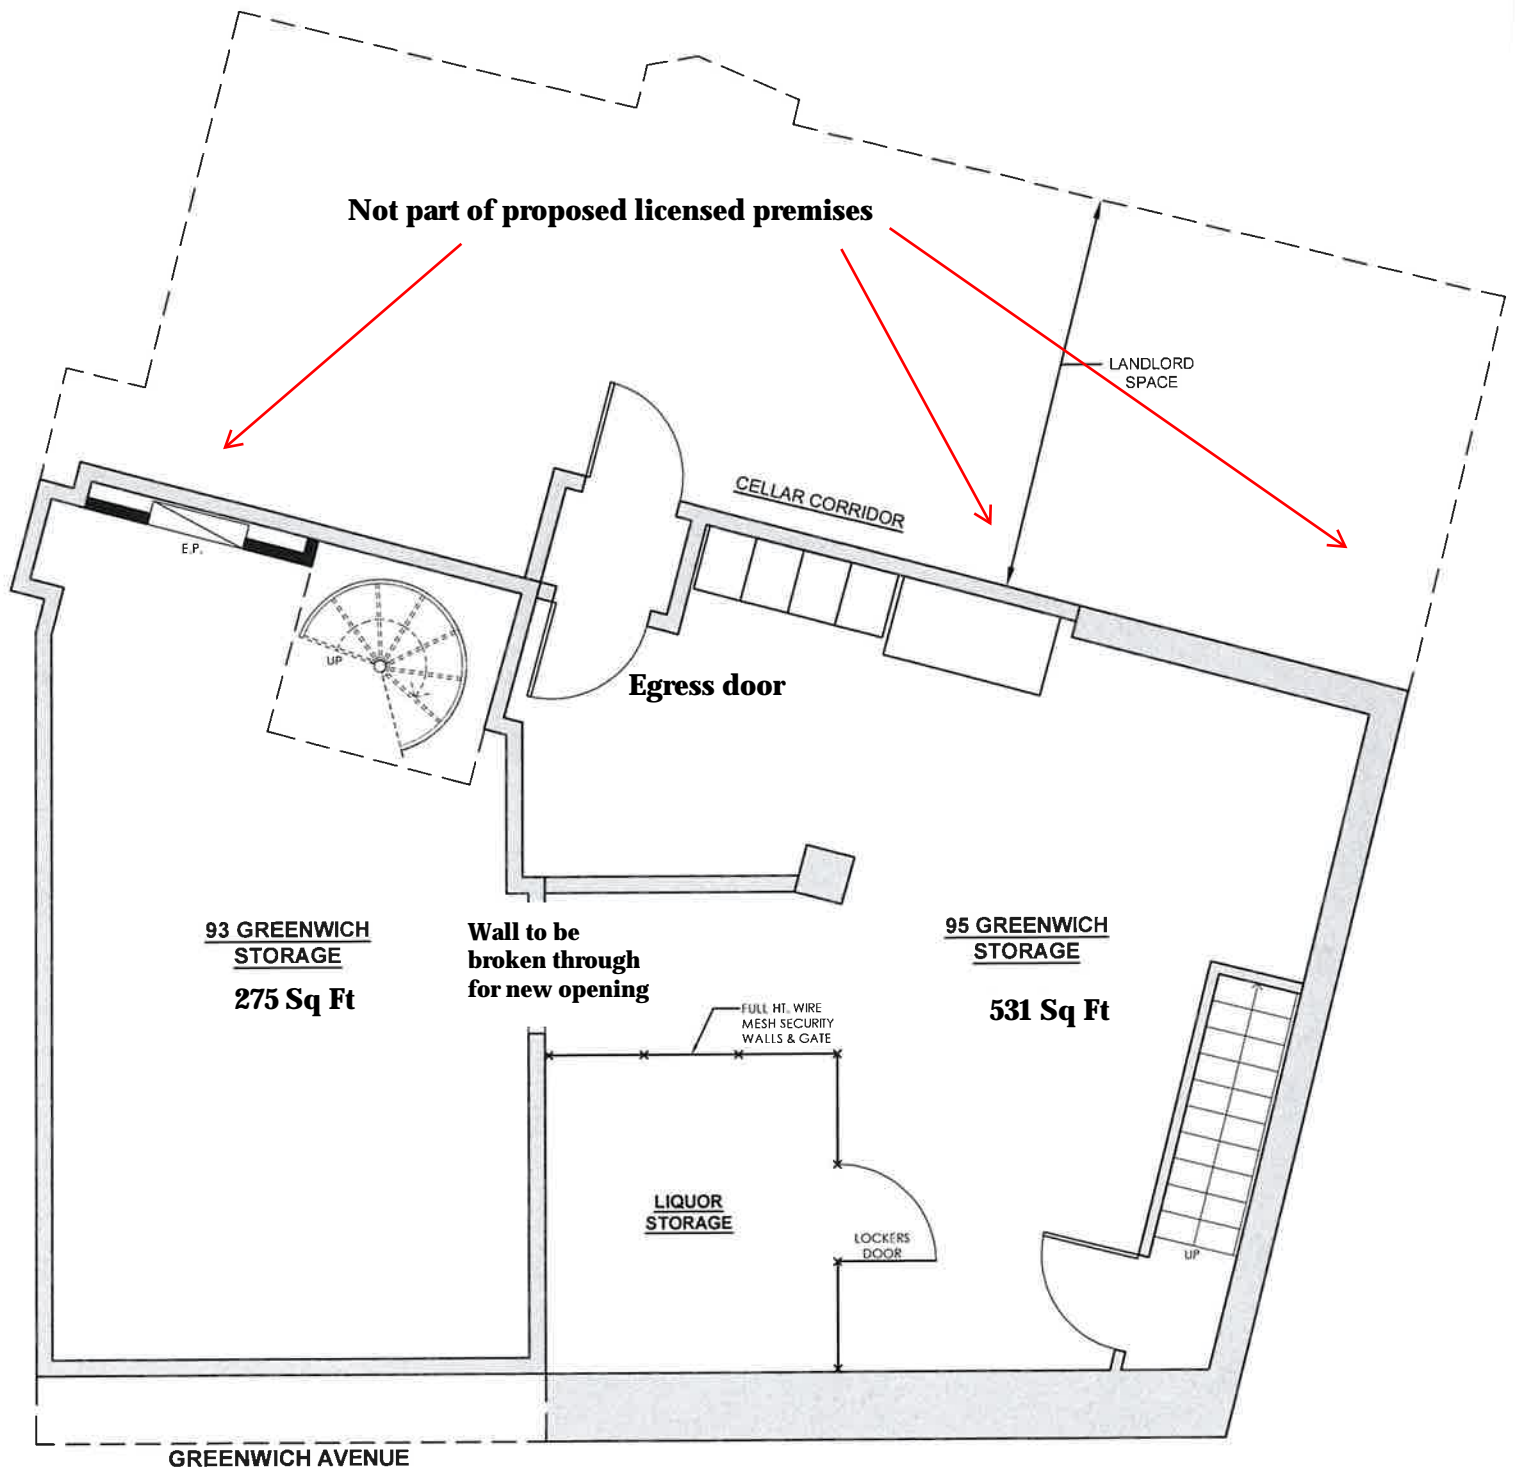 Not part of proposed licensed premises
LANDLORD
SPACE
CELLAR CORRIDOR
E.P.
UP
Egress door
93 GREENWICH
STORAGE
275 Sq Ft
Wall to be
broken through
for new opening
95 GREENWICH
STORAGE
531 Sq Ft
FULL HT. WIRE
MESH SECURITY
WALLS & GATE
LIQUOR
STORAGE
LOCKERS
DOOR
UP
GREENWICH AVENUE